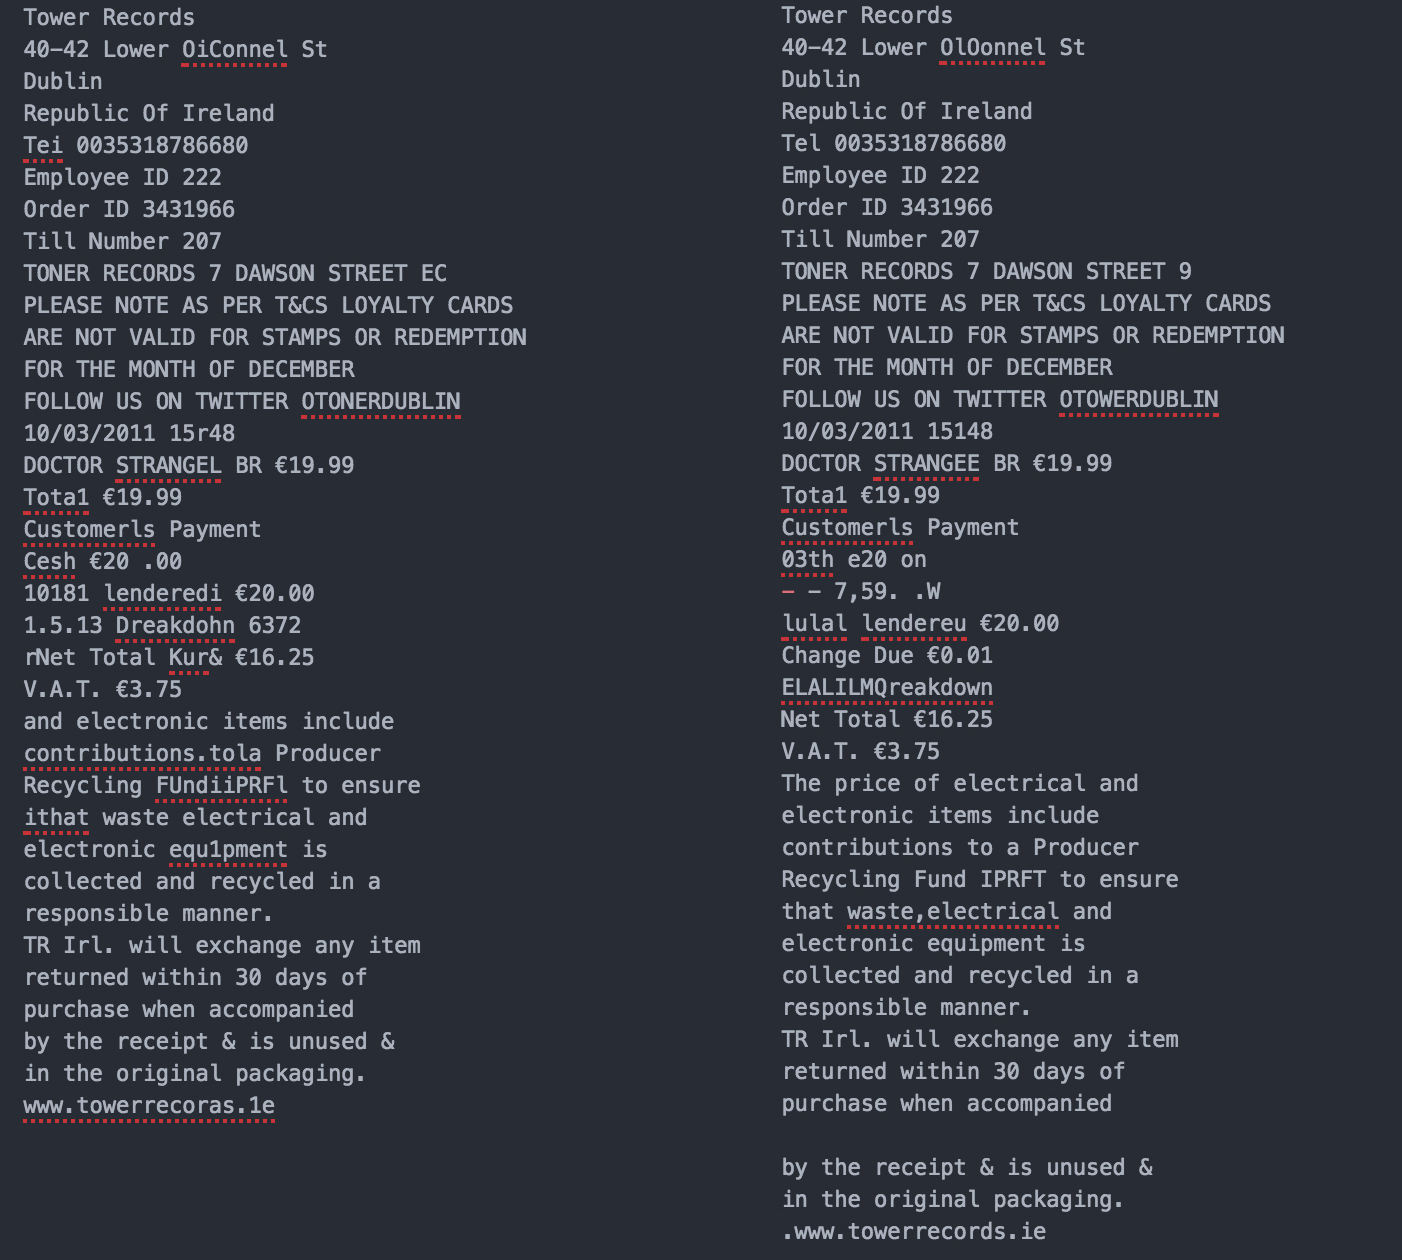 Tower Records
40-42 Lower OiConnel St
Dublin
Republic Of Ireland
Tei 0035318786680
Employee ID 222
Order ID 3431966
Till Number 207
TONER RECORDS 7 DAWSON STREET EC
PLEASE NOTE AS PER T&CS LOYALTY CARDS
ARE NOT VALID FOR STAMPS OR REDEMPTION
FOR THE MONTH OF DECEMBER
FOLLOW US ON TWITTER OTONERDUBLIN
10/03/2011 15r48
DOCTOR STRANGEL BR €19.99
Tota1 €19.99
Customerls Payment
Cesh €20 .00
10181 lenderedi €20.00
1.5.13 Dreakdohn 6372
rNet Total Kur& €16.25
V.A.T. €3.75
and electronic items include
contributions.tola Producer
Recycling FUndiiPRFl to ensure
ithat waste electrical and
electronic equ1pment is
collected and recycled in a
responsible manner.
TR Irl. will exchange any item
returned within 30 days of
purchase when accompanied
by the receipt & is unused &
in the original packaging.
www.towerrecoras.1e
Tower Records
40-42 Lower OlOonnel St
Dublin
Republic Of Ireland
Tel 0035318786680
Employee ID 222
Order ID 3431966
Till Number 207
TONER RECORDS 7 DAWSON STREET 9
PLEASE NOTE AS PER T&CS LOYALTY CARDS
ARE NOT VALID FOR STAMPS OR REDEMPTION
FOR THE MONTH OF DECEMBER
FOLLOW US ON TWITTER OTOWERDUBLIN
10/03/2011 15148
DOCTOR STRANGEE BR €19.99
Tota1 €19.99
Customerls Payment
03th e20 on
- - 7,59. .W
lulal lendereu €20.00
Change Due €0.01
ELALILMQreakdown
Net Total €16.25
V.A.T. €3.75
The price of electrical and
electronic items include
contributions to a Producer
Recycling Fund IPRFT to ensure
that waste,electrical and
electronic equipment is
collected and recycled in a
responsible manner.
TR Irl. will exchange any item
returned within 30 days of
purchase when accompanied
by the receipt & is unused &
in the original packaging.
.www.towerrecords.ie